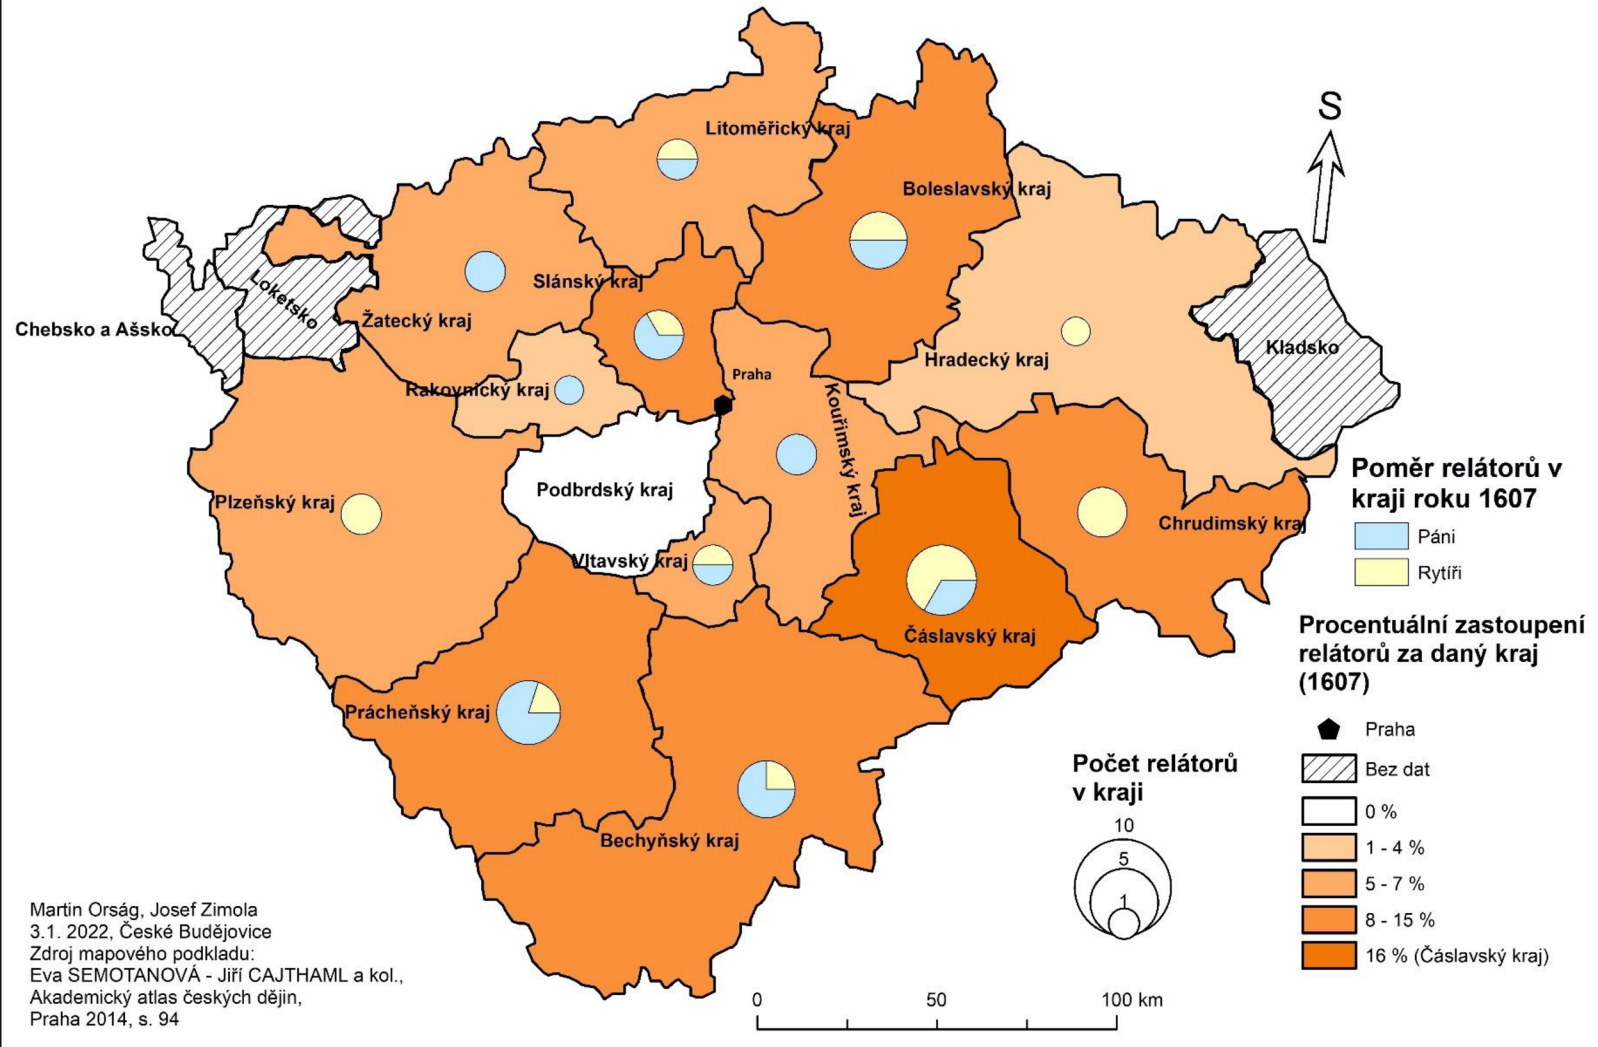 S
Litoměřický kraj
Boleslavský kraj
Slánský kraj
Loketsko
Žatecký kraj
Chebsko a Ašsko
Kladsko
Hradecký kraj
Praha
Rakovnický kraj
Kouřimský kraj
Podbrdský kraj
Plzeňský kraj
Chrudimský kraj
Vltavský kraj
Čáslavský kraj
Prácheňský kraj
Bechyňský kraj
Poměr relátorů v
kraji roku 1607
Páni
Rytíři
Procentuální zastoupení
relátorů za daný kraj
(1607)
Praha
Bez dat
0 %
1 - 4 %
5 - 7 %
8 - 15 %
16 % (Čáslavský kraj)
Počet relátorů
v kraji
10
5
1
0 50 100 km
Martin Orság, Josef Zimola
3.1. 2022, České Budějovice
Zdroj mapového podkladu:
Eva SEMOTANOVÁ - Jiří CAJTHAML a kol.,
Akademický atlas českých dějin,
Praha 2014, s. 94